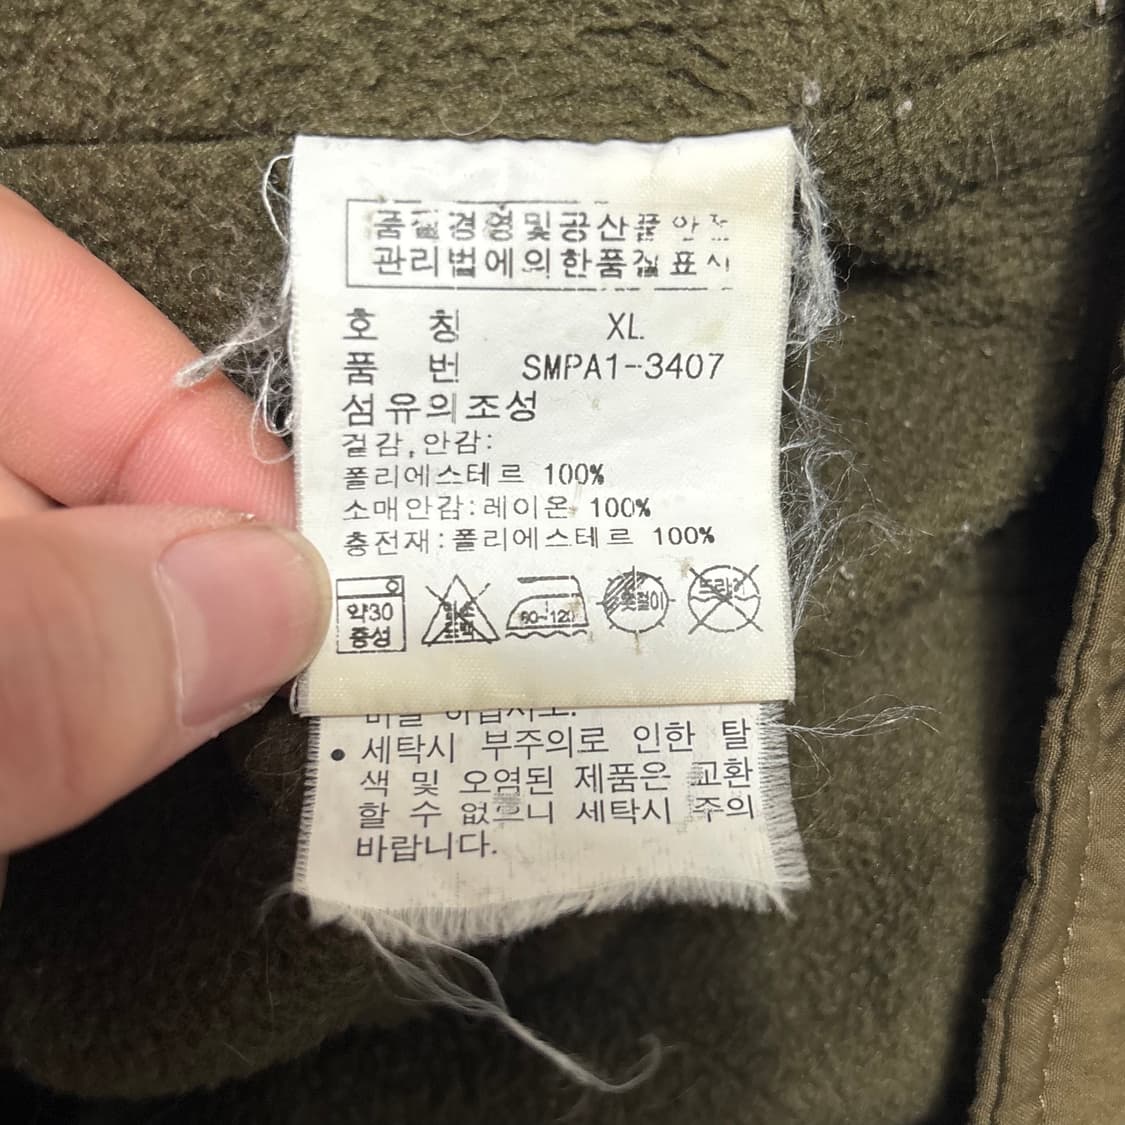 품질경영및공산품안전
관리법에의한품질표시
호 칭 XL
품 번 SMPA1-3407
섬유의조성
겉감,안감:
폴리에스테르 100%
소매안감:레이온 100%
충전재:폴리에스테르 100%
약30
중성
80~120
드라이
세탁시 부주의로 인한 탈
색 및 오염된 제품은 교환
할 수 없으니 세탁시 주의
바랍니다.